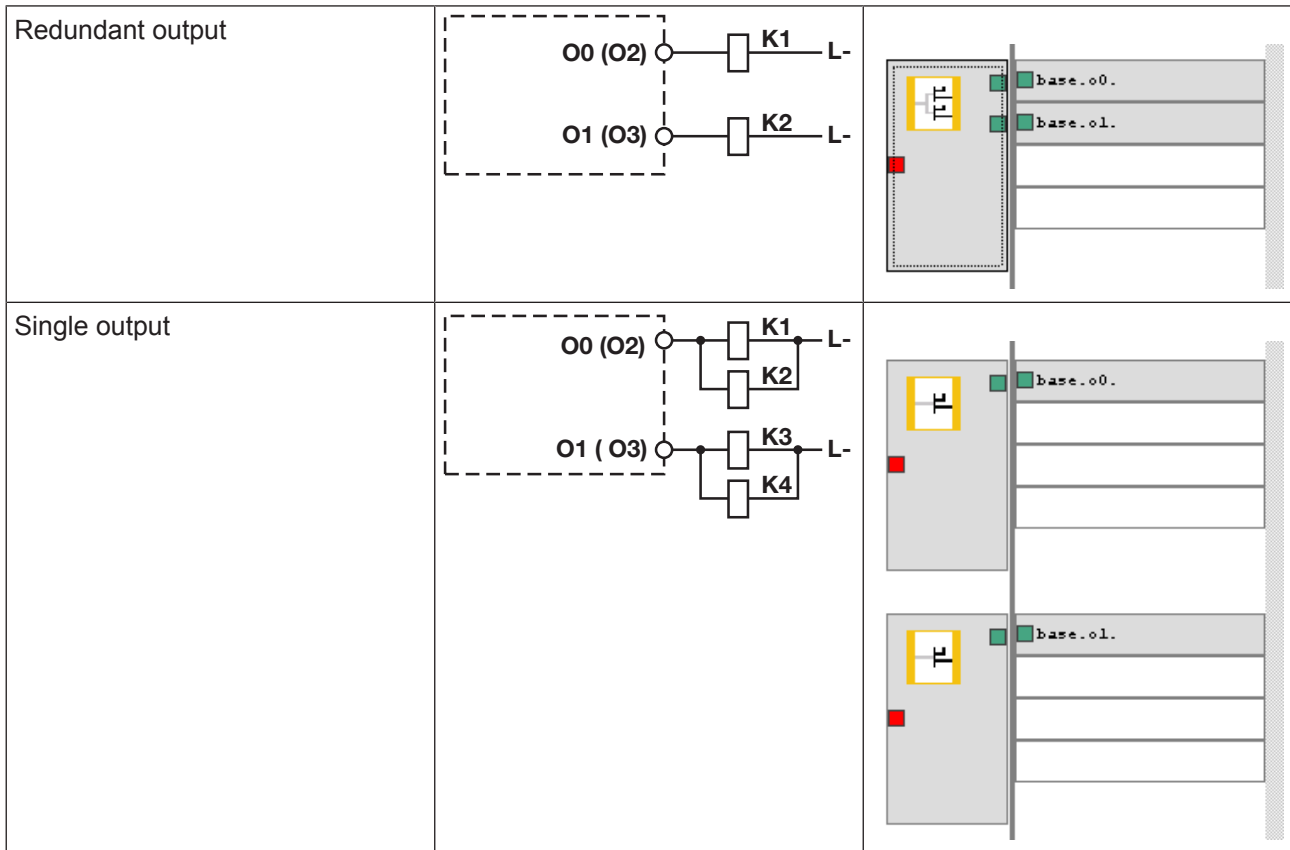 Redundant output
O0 (O2) K1 L-
O1 (O3) K2 L-
base.o0.
base.o1.
Single output
O0 (O2) K1 L-
K2
O1 ( O3) K3 L-
K4
base.o0.
base.o1.